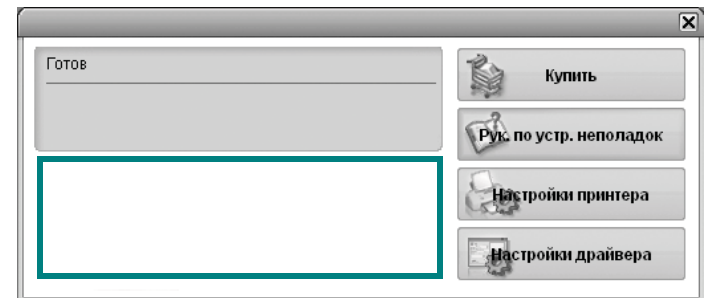 Готов
Купить
Рук. по устр. неполадок
Настройки принтера
Настройки драйвера